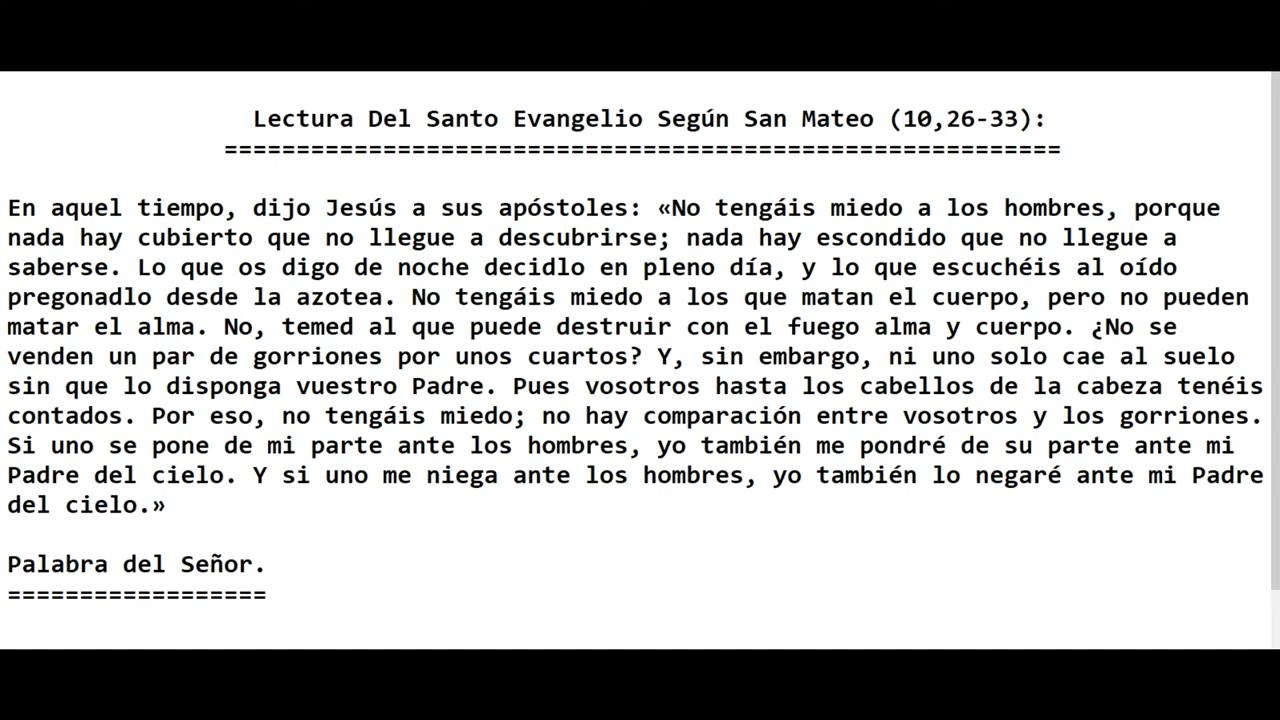 Lectura Del Santo Evangelio Según San Mateo (10,26-33):
==========================================================
En aquel tiempo, dijo Jesús a sus apóstoles: «No tengáis miedo a los hombres, porque
nada hay cubierto que no llegue a descubrirse; nada hay escondido que no llegue a
saberse. Lo que os digo de noche decidlo en pleno día, y lo que escuchéis al oído
pregonadlo desde la azotea. No tengáis miedo a los que matan el cuerpo, pero no pueden
matar el alma. No, temed al que puede destruir con el fuego alma y cuerpo. ¿No se
venden un par de gorriones por unos cuartos? Y, sin embargo, ni uno solo cae al suelo
sin que lo disponga vuestro Padre. Pues vosotros hasta los cabellos de la cabeza tenéis
contados. Por eso, no tengáis miedo; no hay comparación entre vosotros y los gorriones.
Si uno se pone de mi parte ante los hombres, yo también me pondré de su parte ante mi
Padre del cielo. Y si uno me niega ante los hombres, yo también lo negaré ante mi Padre
del cielo.»
Palabra del Señor.
==================